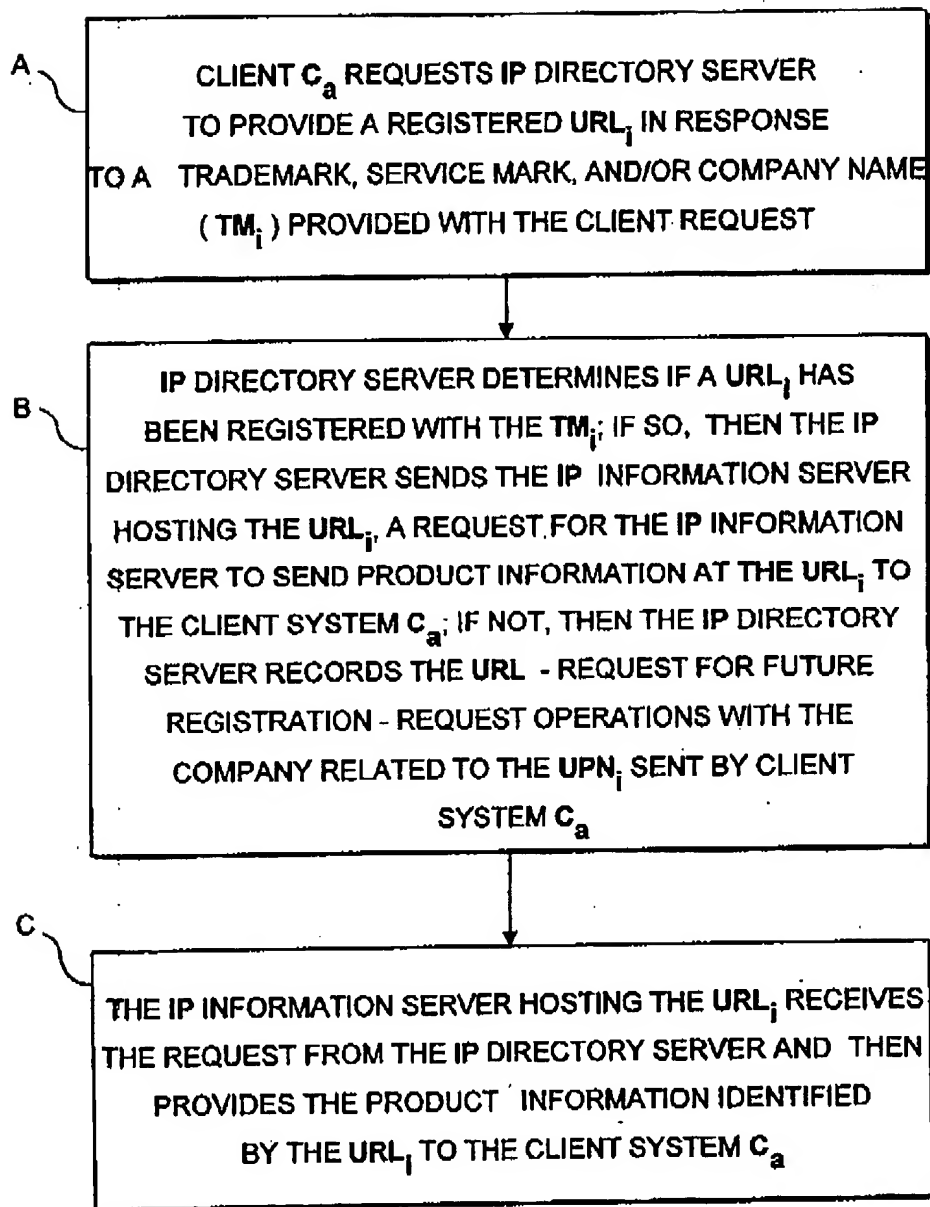 A
CLIENT Ca REQUESTS IP DIRECTORY SERVER
TO PROVIDE A REGISTERED URLi IN RESPONSE
TO A TRADEMARK, SERVICE MARK, AND/OR COMPANY NAME
( TMi ) PROVIDED WITH THE CLIENT REQUEST
B
IP DIRECTORY SERVER DETERMINES IF A URLi HAS
BEEN REGISTERED WITH THE TMi; IF SO, THEN THE IP
DIRECTORY SERVER SENDS THE IP INFORMATION SERVER
HOSTING THE URLi, A REQUEST FOR THE IP INFORMATION
SERVER TO SEND PRODUCT INFORMATION AT THE URLi TO
THE CLIENT SYSTEM Ca; IF NOT, THEN THE IP DIRECTORY
SERVER RECORDS THE URL - REQUEST FOR FUTURE
REGISTRATION - REQUEST OPERATIONS WITH THE
COMPANY RELATED TO THE UPNi SENT BY CLIENT
SYSTEM Ca
C
THE IP INFORMATION SERVER HOSTING THE URLi RECEIVES
THE REQUEST FROM THE IP DIRECTORY SERVER AND THEN
PROVIDES THE PRODUCT INFORMATION IDENTIFIED
BY THE URLi TO THE CLIENT SYSTEM Ca